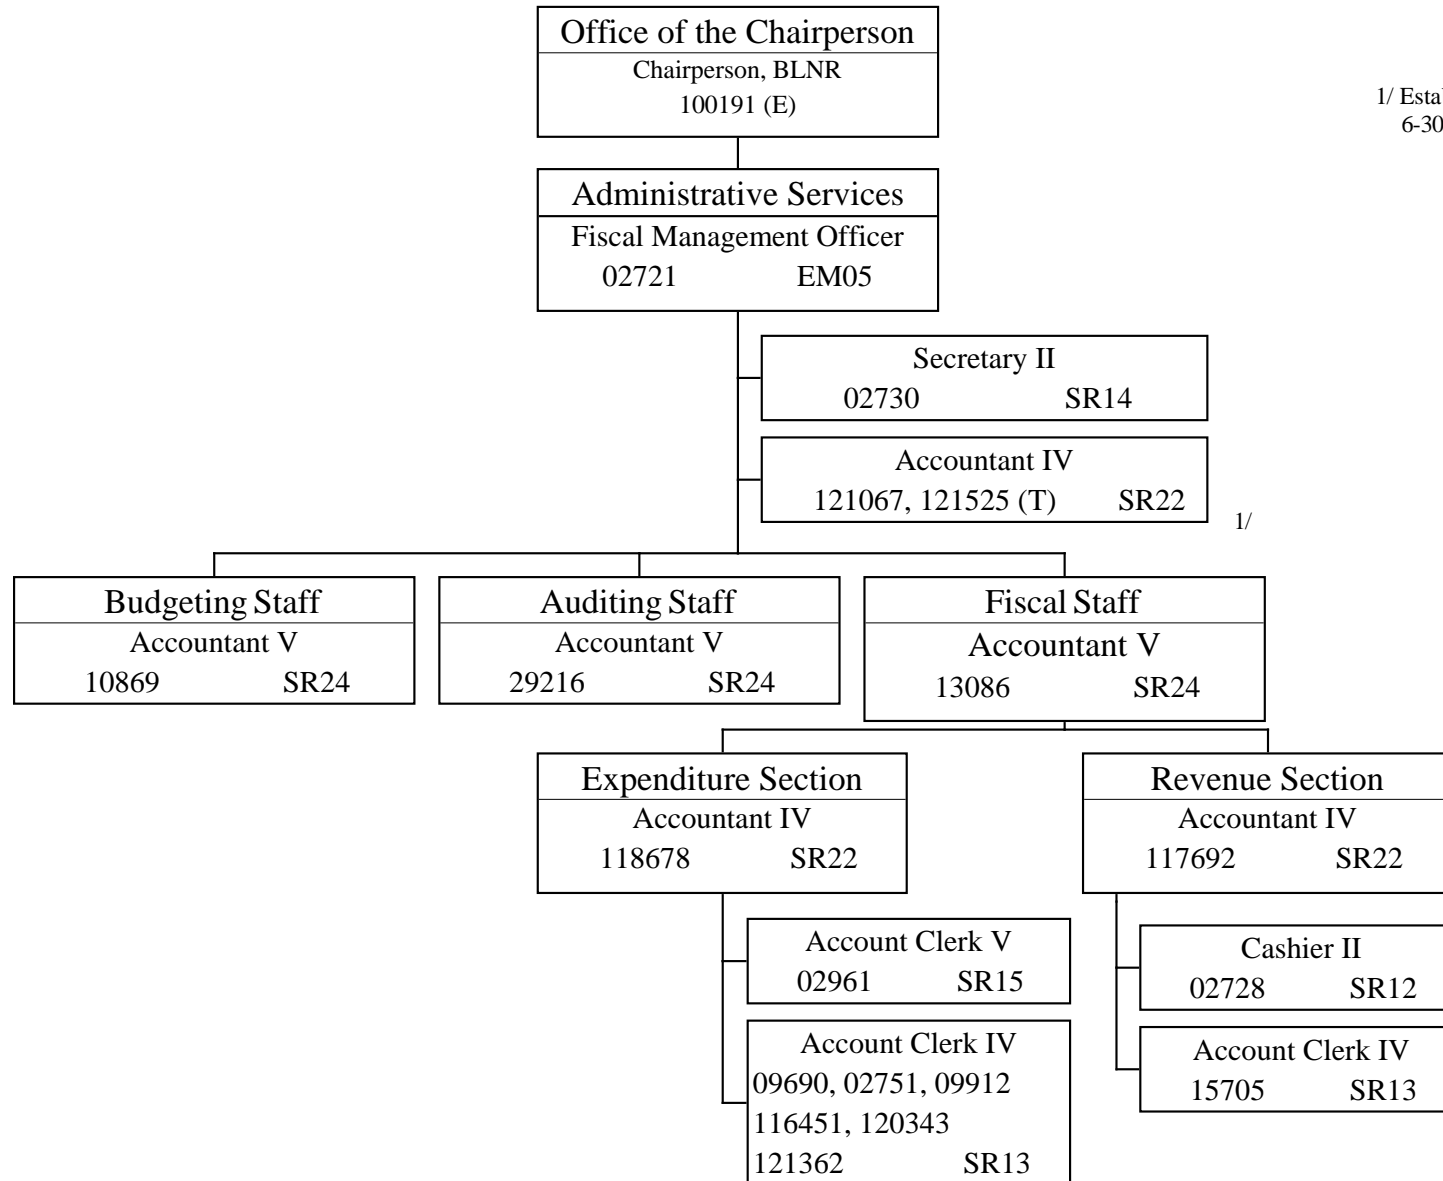 Office of the Chairperson
Chairperson, BLNR
100191 (E)
1/
6-30
Administrative Services
Fiscal Management Officer
02721 EM05
Secretary II
02730 SR14
Accountant IV
121067, 121525 (T) SR22
1/
Budgeting Staff
Accountant V
10869 SR24
Auditing Staff
Accountant V
29216 SR24
Fiscal Staff
Accountant V
13086 SR24
Expenditure Section
Accountant IV
118678 SR22
Revenue Section
Accountant IV
117692 SR22
Account Clerk V
02961 SR15
Account Clerk IV
09690, 02751, 09912
116451, 120343
121362 SR13
Cashier II
02728 SR12
Account Clerk IV
15705 SR13